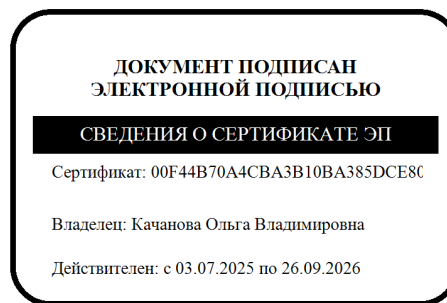 ДОКУМЕНТ ПОДПИСАН
ЭЛЕКТРОННОЙ ПОДПИСЬЮ
СВЕДЕНИЯ О СЕРТИФИКАТЕ ЭП
Сертификат: 00F44B70A4CBA3B10BA385DCE80
Владелец: Качанова Ольга Владимировна
Действителен: с 03.07.2025 по 26.09.2026